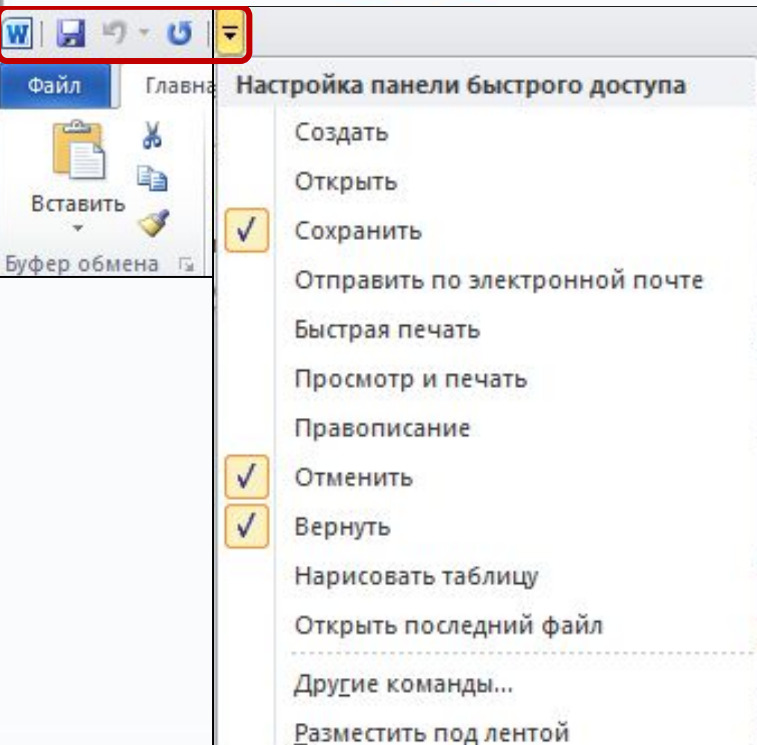 W
Файл Главна
Вставить
Буфер обмена
Настройка панели быстрого доступа
Создать
Открыть
Сохранить
Отправить по электронной почте
Быстрая печать
Просмотр и печать
Правописание
Отменить
Вернуть
Нарисовать таблицу
Открыть последний файл
Другие команды...
Разместить под лентой